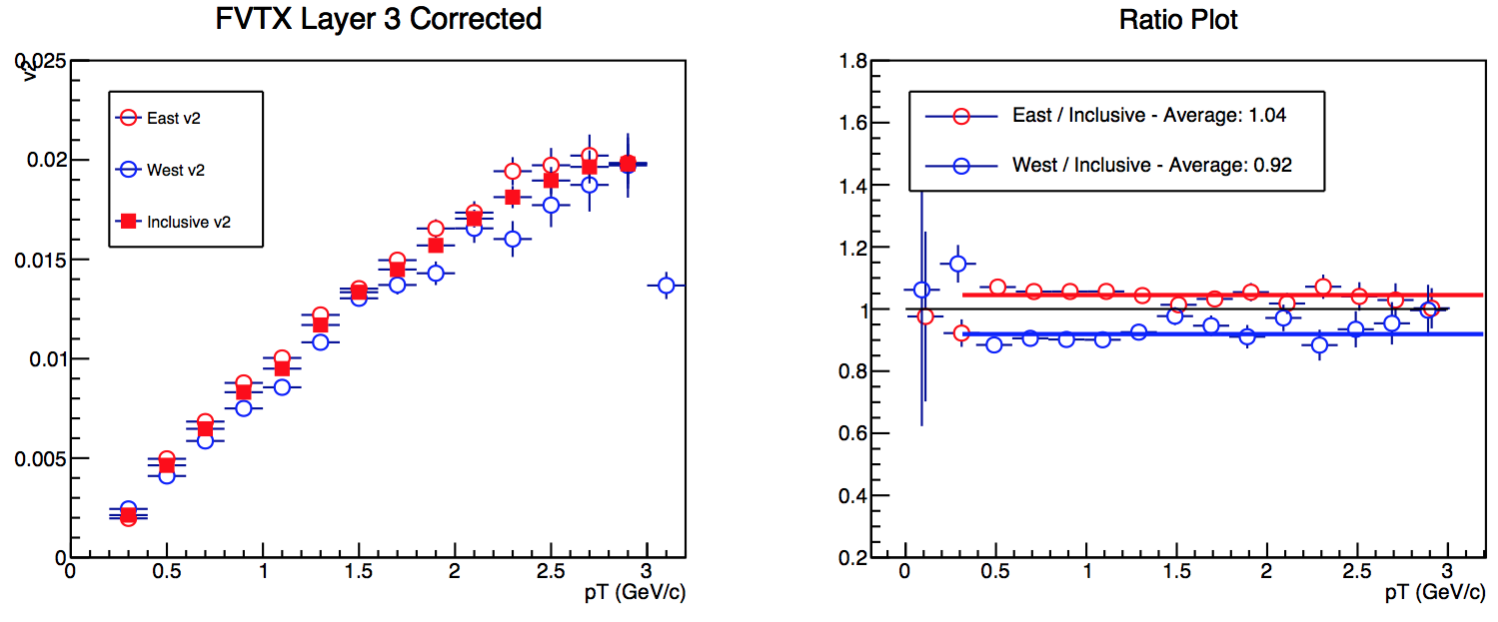 FVTX Layer 3 Corrected
v2
0.025
0.02
0.015
0.01
0.005
0
East v2
West v2
Inclusive v2
0 0.5 1 1.5 2 2.5 3
pT (GeV/c)
Ratio Plot
1.8
1.6
1.4
1.2
1
0.8
0.6
0.4
0.2
East / Inclusive - Average: 1.04
West / Inclusive - Average: 0.92
0 0.5 1 1.5 2 2.5 3
pT (GeV/c)